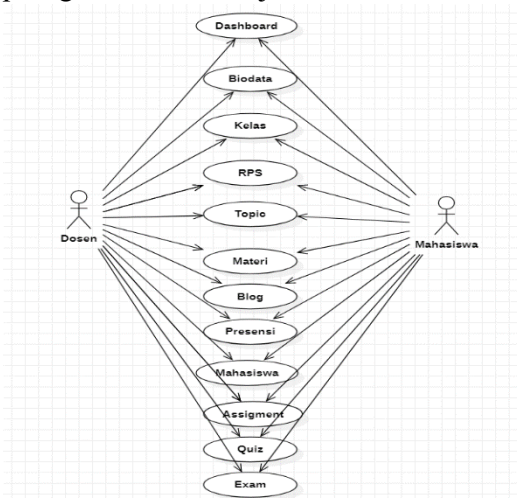 Dashboard
Biodata
Kelas
RPS
Topic
Dosen
Mahasiswa
Materi
Blog
Presensi
Mahasiswa
Assigment
Quiz
Exam